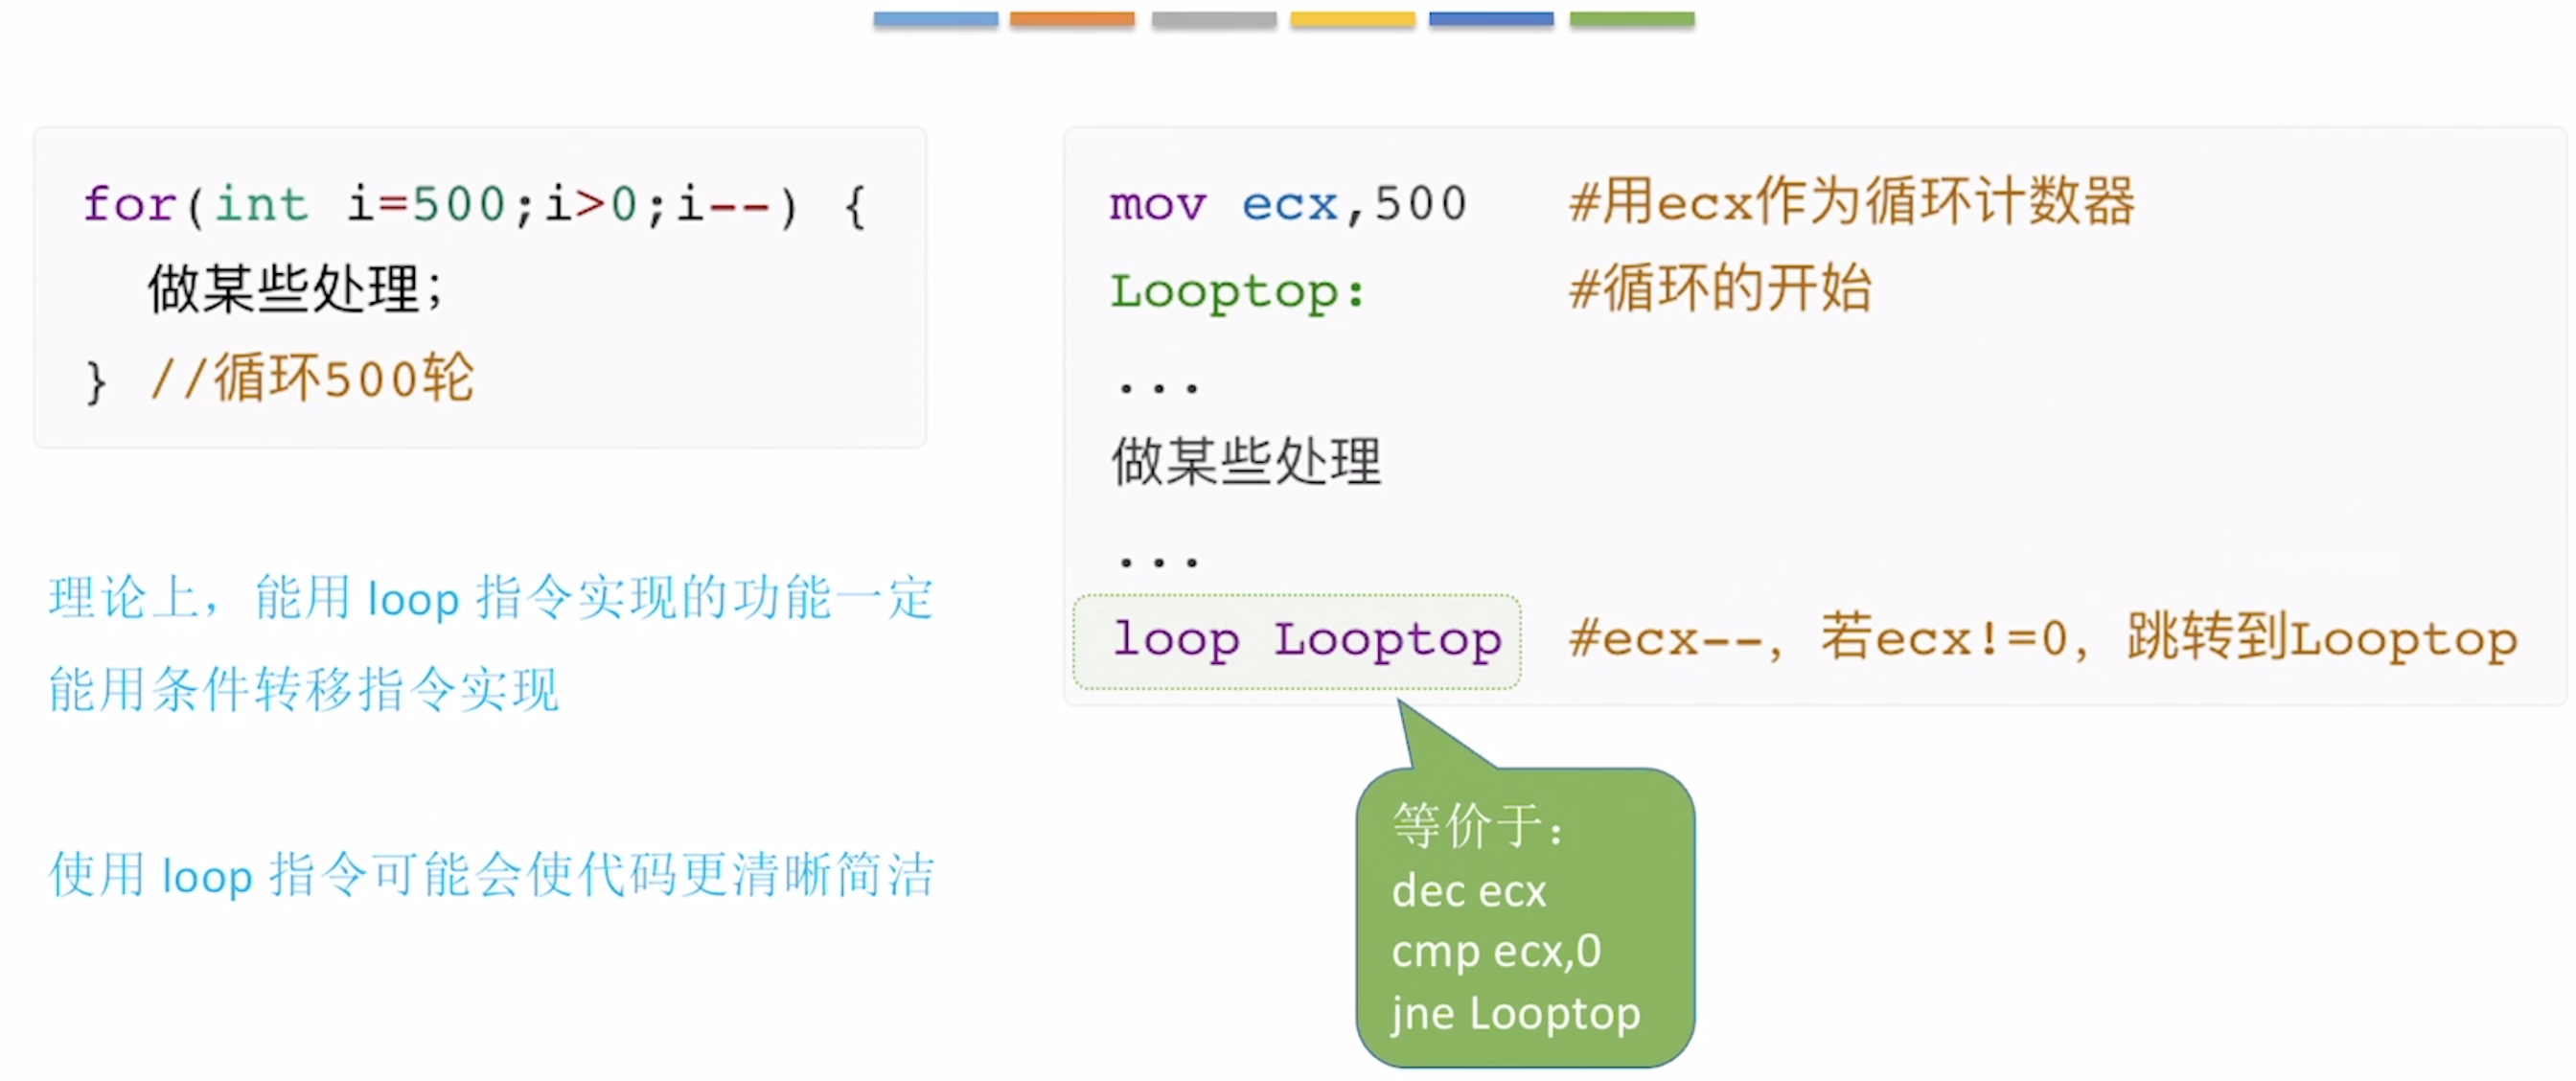 for(int i=500;i>0;i--) {
做某些处理;
} //循环500轮
理论上，能用 loop 指令实现的功能一定
能用条件转移指令实现
使用 loop 指令可能会使代码更清晰简洁
mov ecx,500 #用ecx作为循环计数器
Looptop: #循环的开始
...
做某些处理
...
loop Looptop #ecx--, 若ecx!=0, 跳转到Looptop
等价于：
dec ecx
cmp ecx,0
jne Looptop